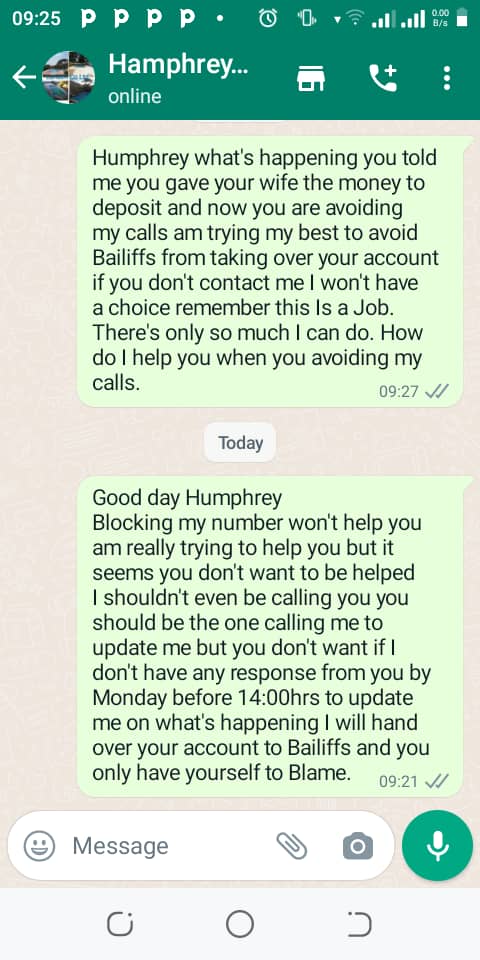 09:25
0.00
B/s
Hamphrey...
online
Humphrey what's happening you told
me you gave your wife the money to
deposit and now you are avoiding
my calls am trying my best to avoid
Bailiffs from taking over your account
if you don't contact me I won't have
a choice remember this Is a Job.
There's only so much I can do. How
do I help you when you avoiding my
calls.
09:27
Today
Good day Humphrey
Blocking my number won't help you
am really trying to help you but it
seems you don't want to be helped
I shouldn't even be calling you you
should be the one calling me to
update me but you don't want if I
don't have any response from you by
Monday before 14:00hrs to update
me on what's happening I will hand
over your account to Bailiffs and you
only have yourself to Blame.
09:21
Message